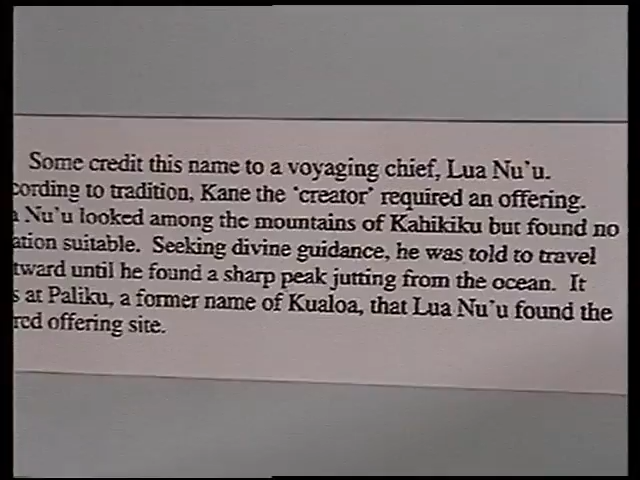 Some credit this name to a voyaging chief, Lua Nu'u.
cording to tradition, Kane the "creator" required an offering.
a Nu'u looked among the mountains of Kahikiku but found no
ation suitable. Seeking divine guidance, he was told to travel
tward until he found a sharp peak jutting from the ocean. It
s at Paliku, a former name of Kualoa, that Lua Nu'u found the
red offering site.